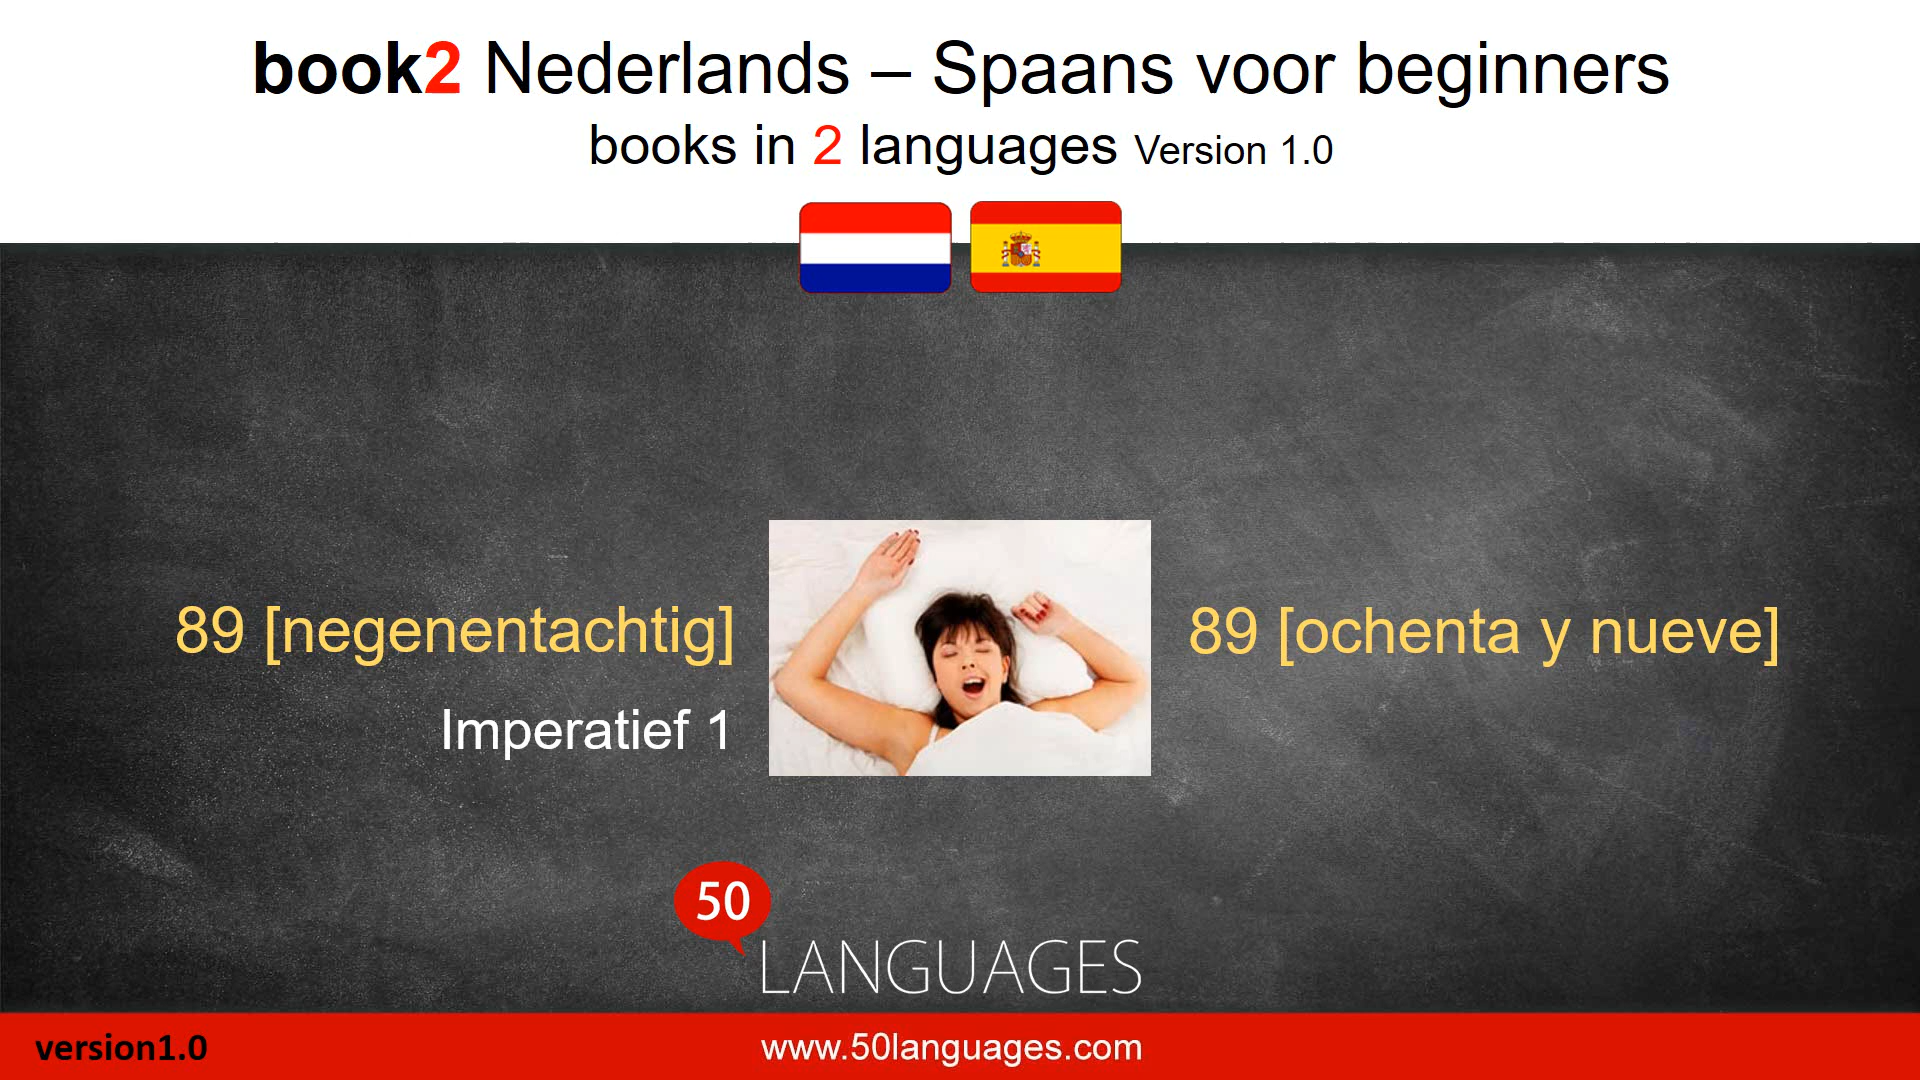 book2 Nederlands – Spaans voor beginners
books in 2 languages Version 1.0
89 [negenentachtig]
Imperatief 1
89 [ochenta y nueve]
50
LANGUAGES
version1.0
www.50languages.com